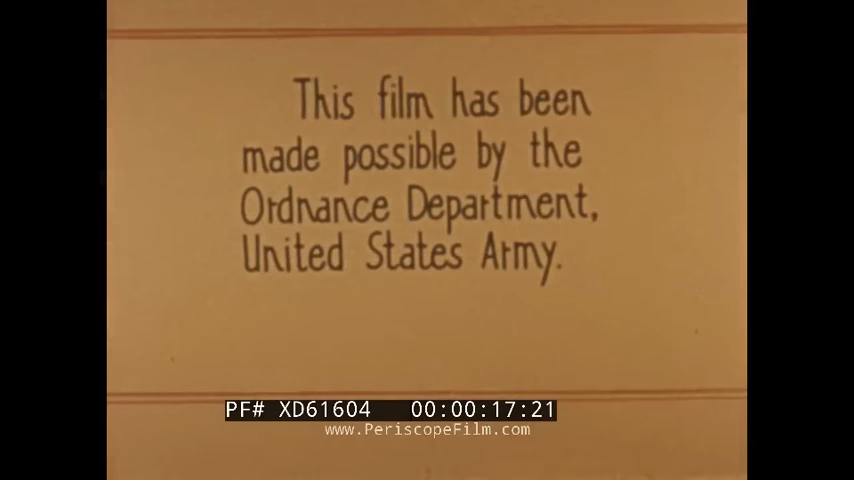 This film has been
made possible by the
Ordnance Department,
United States Army.
PF# XD61604 00:00:17:21
www.PeriscopeFilm.com